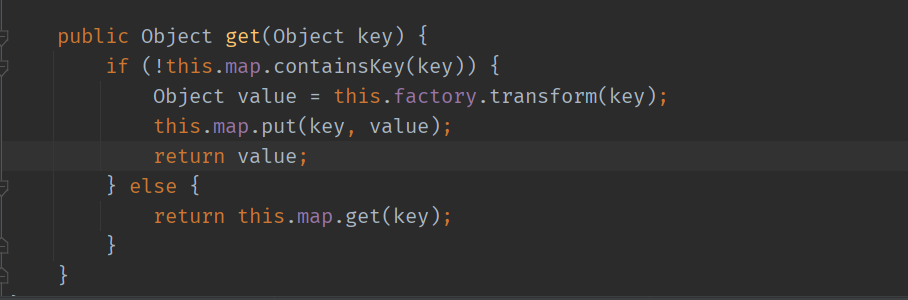 public Object get(Object key) {
if (!this.map.containsKey(key)) {
Object value = this.factory.transform(key);
this.map.put(key, value);
return value;
} else {
return this.map.get(key);
}
}